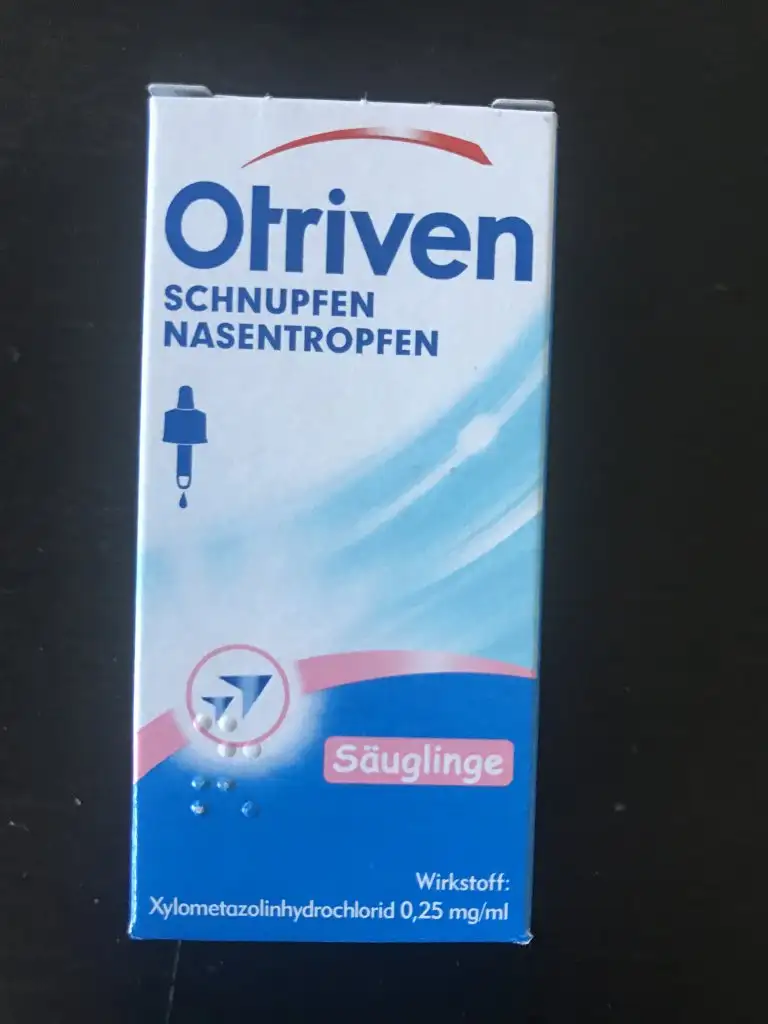 Otriven
SCHNUPFEN
NASENTROPFEN
Säuglinge
Wirkstoff:
Xylometazolinhydrochlorid 0,25 mg/ml